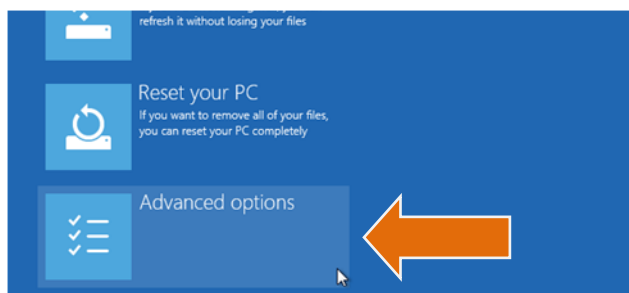 refresh it without losing your files
Reset your PC
If you want to remove all of your files,
you can reset your PC completely
Advanced options